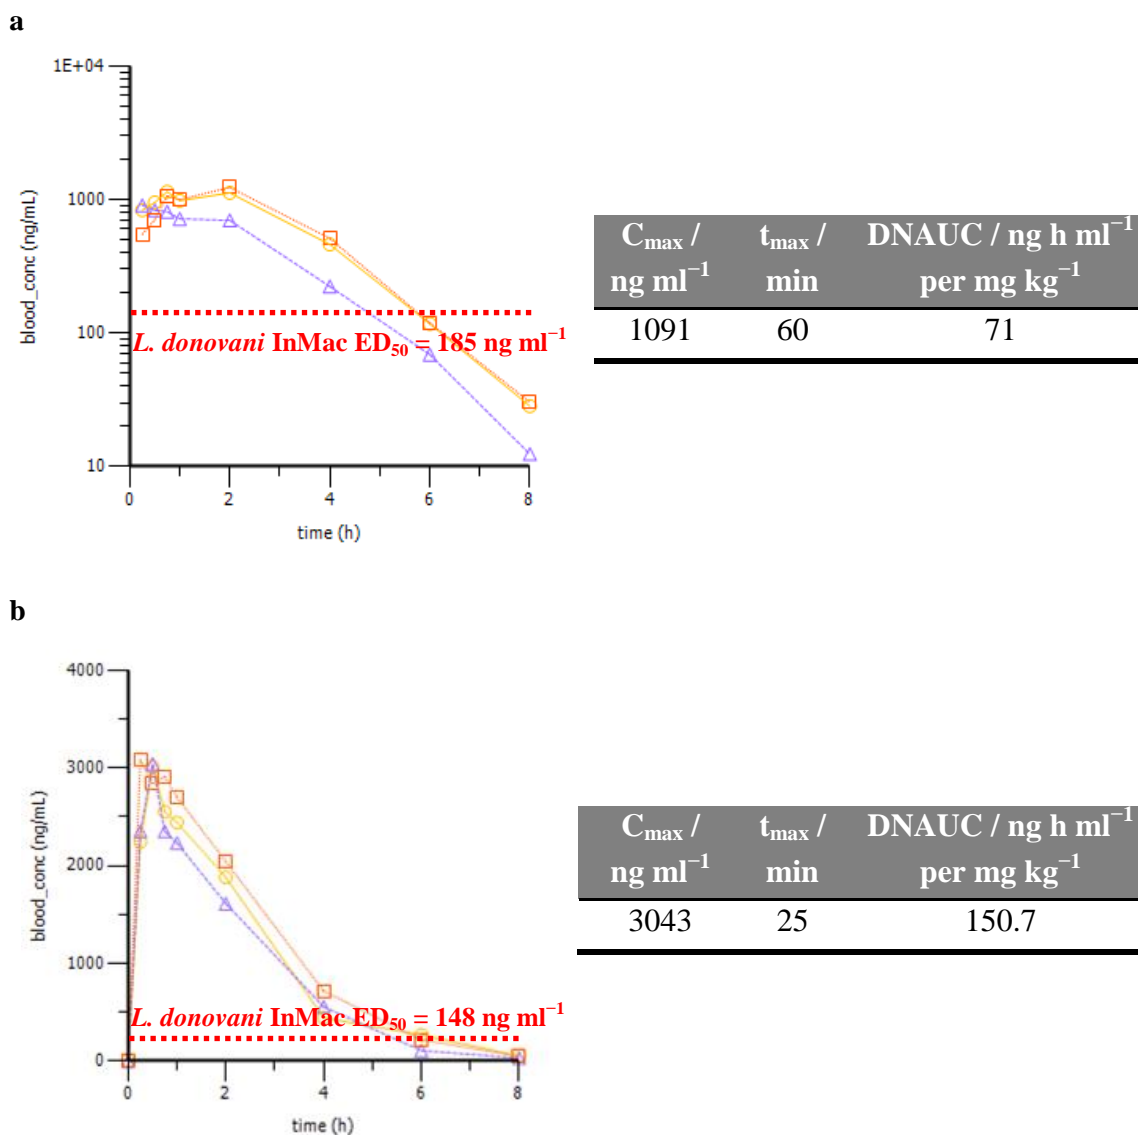 a
1E+04
1000
100
10
blood_conc (ng/mL)
L. donovani InMac ED₅₀ = 185 ng ml⁻¹
0 2 4 6 8
time (h)
Cmax / tmax / DNAUC / ng h ml⁻¹
ng ml⁻¹ min per mg kg⁻¹
1091 60 71
b
4000
3000
2000
1000
0
blood_conc (ng/mL)
L. donovani InMac ED₅₀ = 148 ng ml⁻¹
0 2 4 6 8
time (h)
Cmax / tmax / DNAUC / ng h ml⁻¹
ng ml⁻¹ min per mg kg⁻¹
3043 25 150.7